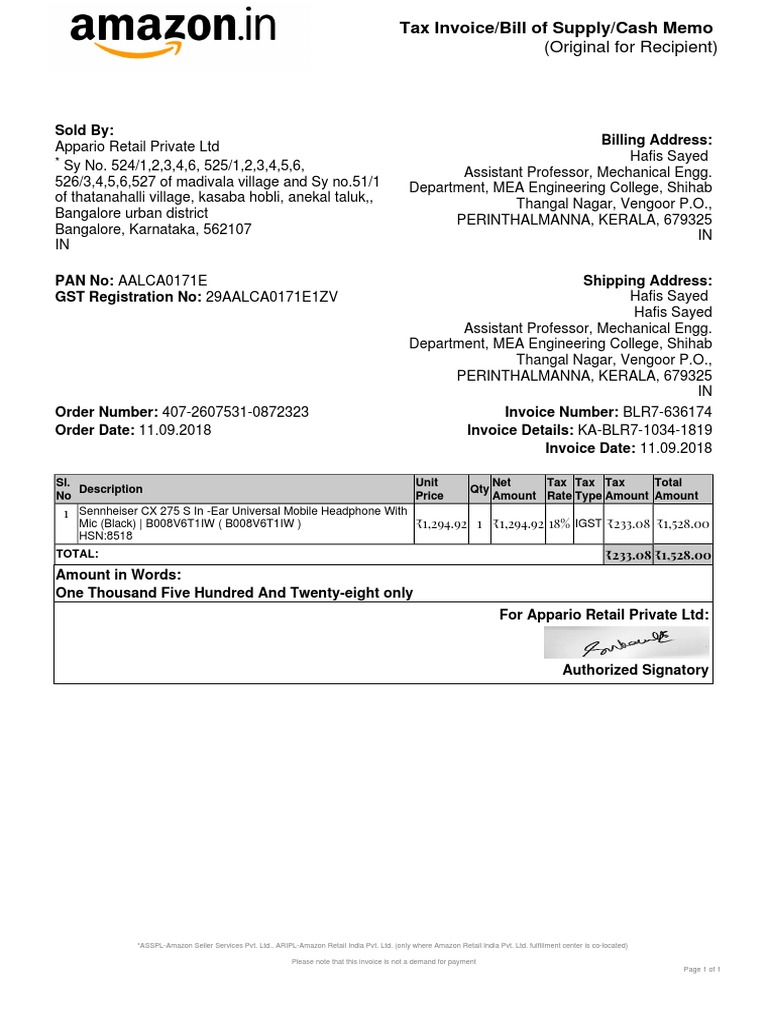 amazon.in
Tax Invoice/Bill of Supply/Cash Memo
(Original for Recipient)
Sold By:
Appario Retail Private Ltd
* Sy No. 524/1,2,3,4,6, 525/1,2,3,4,5,6,
526/3,4,5,6,527 of madivala village and Sy no.51/1
of thatanahalli village, kasaba hobli, anekal taluk,,
Bangalore urban district
Bangalore, Karnataka, 562107
IN
Billing Address:
Hafis Sayed
Assistant Professor, Mechanical Engg.
Department, MEA Engineering College, Shihab
Thangal Nagar, Vengoor P.O.,
PERINTHALMANNA, KERALA, 679325
IN
PAN No: AALCA0171E
GST Registration No: 29AALCA0171E1ZV
Shipping Address:
Hafis Sayed
Hafis Sayed
Assistant Professor, Mechanical Engg.
Department, MEA Engineering College, Shihab
Thangal Nagar, Vengoor P.O.,
PERINTHALMANNA, KERALA, 679325
IN
Order Number: 407-2607531-0872323
Order Date: 11.09.2018
Invoice Number: BLR7-636174
Invoice Details: KA-BLR7-1034-1819
Invoice Date: 11.09.2018
Sl. No Description Unit Price Qty Net Amount Tax Rate Tax Type Tax Amount Total Amount
1 Sennheiser CX 275 S In -Ear Universal Mobile Headphone With
Mic (Black) | B008V6T1IW ( B008V6T1IW ) ₹1,294.92 1 ₹1,294.92 18% IGST ₹233.08 ₹1,528.00
HSN:8518
TOTAL: ₹233.08 ₹1,528.00
Amount in Words:
One Thousand Five Hundred And Twenty-eight only
For Appario Retail Private Ltd:
Authorized Signatory
*ASSPL-Amazon Seller Services Pvt. Ltd., ARIPL-Amazon Retail India Pvt. Ltd. (only where Amazon Retail India Pvt. Ltd. fulfillment center is co-located)
Please note that this invoice is not a demand for payment
Page 1 of 1